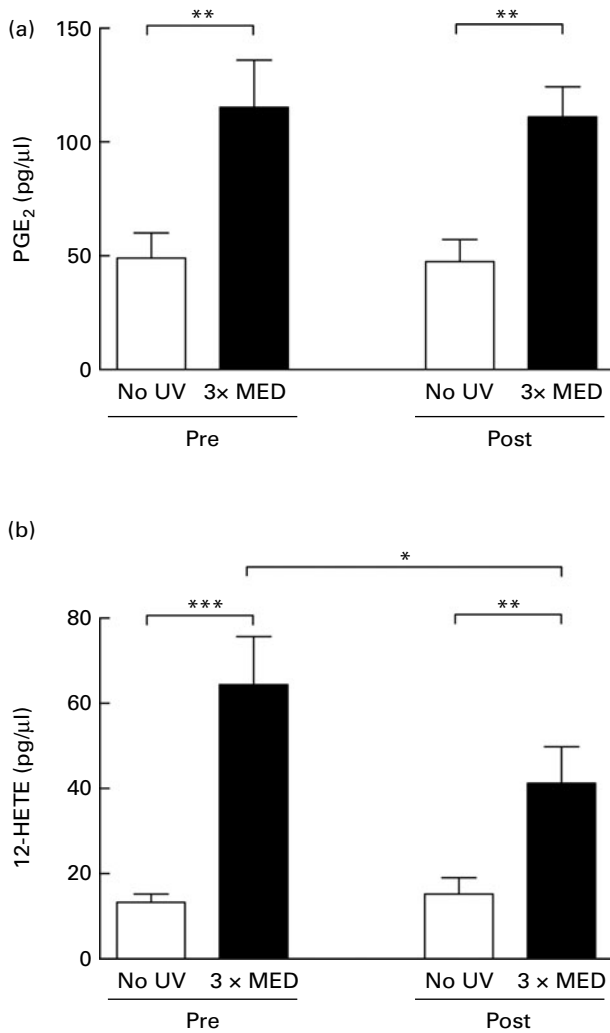 (a)
** **
150
100
50
0
PGE₂ (pg/µl)
No UV 3× MED No UV 3× MED
Pre Post
(b)
*
*** **
80
60
40
20
0
12-HETE (pg/µl)
No UV 3 × MED No UV 3 × MED
Pre Post